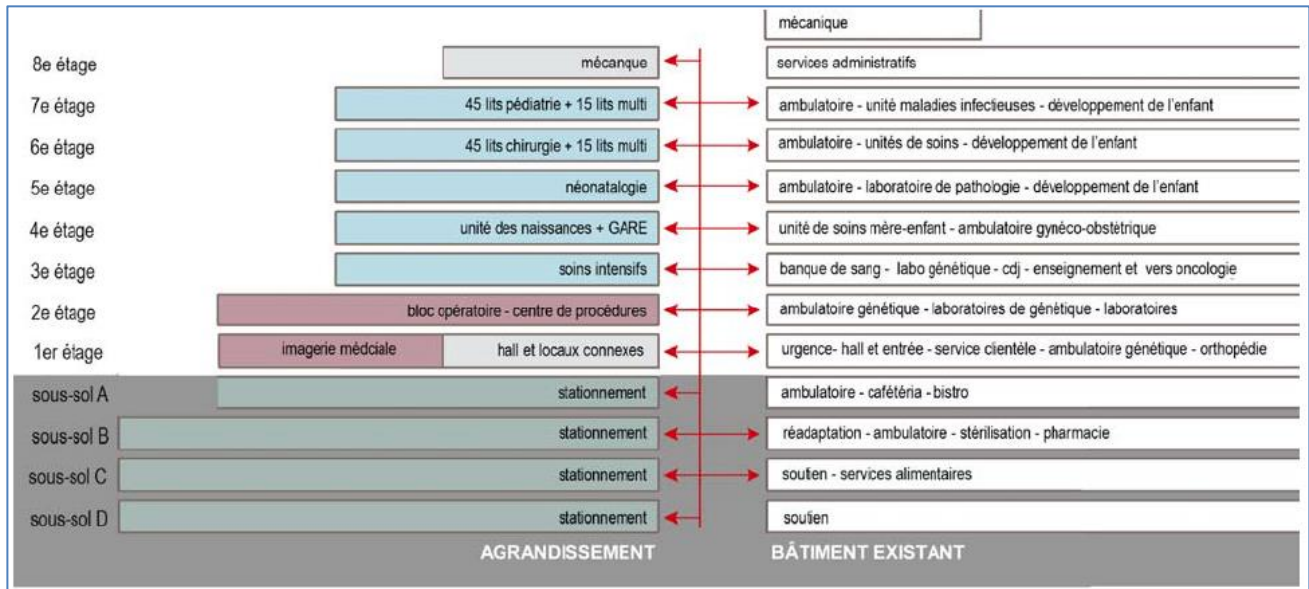 mécanique
8e étage mécanque services administratifs
7e étage 45 lits pédiatrie + 15 lits multi ambulatoire - unité maladies infectieuses - développement de l'enfant
6e étage 45 lits chirurgie + 15 lits multi ambulatoire - unités de soins - développement de l'enfant
5e étage néonatalogie ambulatoire - laboratoire de pathologie - développement de l'enfant
4e étage unité des naissances + GARE unité de soins mère-enfant - ambulatoire gynéco-obstétrique
3e étage soins intensifs banque de sang - labo génétique - cdj - enseignement et vers oncologie
2e étage bloc opératoire - centre de procédures ambulatoire génétique - laboratoires de génétique - laboratoires
1er étage imagerie médciale hall et locaux connexes urgence- hall et entrée - service clientèle - ambulatoire génétique - orthopédie
sous-sol A stationnement ambulatoire - cafétéria - bistro
sous-sol B stationnement réadaptation - ambulatoire - stérilisation - pharmacie
sous-sol C stationnement soutien - services alimentaires
sous-sol D stationnement soutien
AGRANDISSEMENT BÂTIMENT EXISTANT